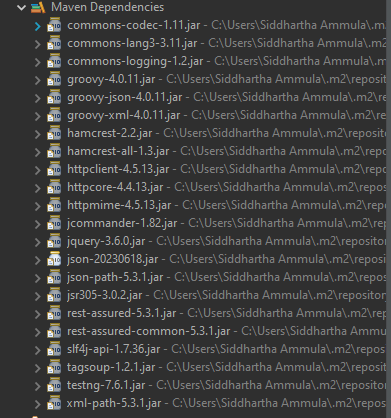 Maven Dependencies
commons-codec-1.11.jar - C:\Users\Siddhartha Ammula\.m
commons-lang3-3.11.jar - C:\Users\Siddhartha Ammula\.m2
commons-logging-1.2.jar - C:\Users\Siddhartha Ammula\.m
groovy-4.0.11.jar - C:\Users\Siddhartha Ammula\.m2\reposito
groovy-json-4.0.11.jar - C:\Users\Siddhartha Ammula\.m2\re
groovy-xml-4.0.11.jar - C:\Users\Siddhartha Ammula\.m2\rep
hamcrest-2.2.jar - C:\Users\Siddhartha Ammula\.m2\repositor
hamcrest-all-1.3.jar - C:\Users\Siddhartha Ammula\.m2\repo
httpclient-4.5.13.jar - C:\Users\Siddhartha Ammula\.m2\repo
httpcore-4.4.13.jar - C:\Users\Siddhartha Ammula\.m2\repos
httpmime-4.5.13.jar - C:\Users\Siddhartha Ammula\.m2\repo
jcommander-1.82.jar - C:\Users\Siddhartha Ammula\.m2\rep
jquery-3.6.0.jar - C:\Users\Siddhartha Ammula\.m2\repositor
json-20230618.jar - C:\Users\Siddhartha Ammula\.m2\reposi
json-path-5.3.1.jar - C:\Users\Siddhartha Ammula\.m2\repos
jsr305-3.0.2.jar - C:\Users\Siddhartha Ammula\.m2\repositor
rest-assured-5.3.1.jar - C:\Users\Siddhartha Ammula\.m2\re
rest-assured-common-5.3.1.jar - C:\Users\Siddhartha Ammul
slf4j-api-1.7.36.jar - C:\Users\Siddhartha Ammula\.m2\repos
tagsoup-1.2.1.jar - C:\Users\Siddhartha Ammula\.m2\reposit
testng-7.6.1.jar - C:\Users\Siddhartha Ammula\.m2\reposito
xml-path-5.3.1.jar - C:\Users\Siddhartha Ammula\.m2\repos